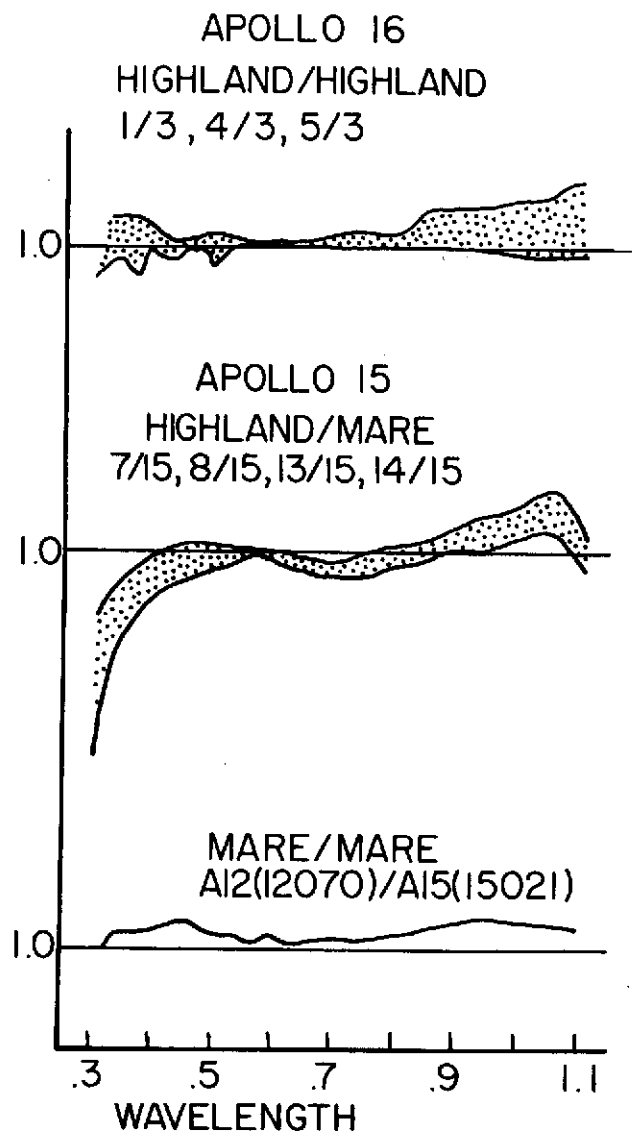 APOLLO 16
HIGHLAND/HIGHLAND
1/3, 4/3, 5/3
1.0
APOLLO 15
HIGHLAND/MARE
7/15, 8/15, 13/15, 14/15
1.0
MARE/MARE
A12(12070)/A15(15021)
1.0
.3 .5 .7 .9 1.1
WAVELENGTH